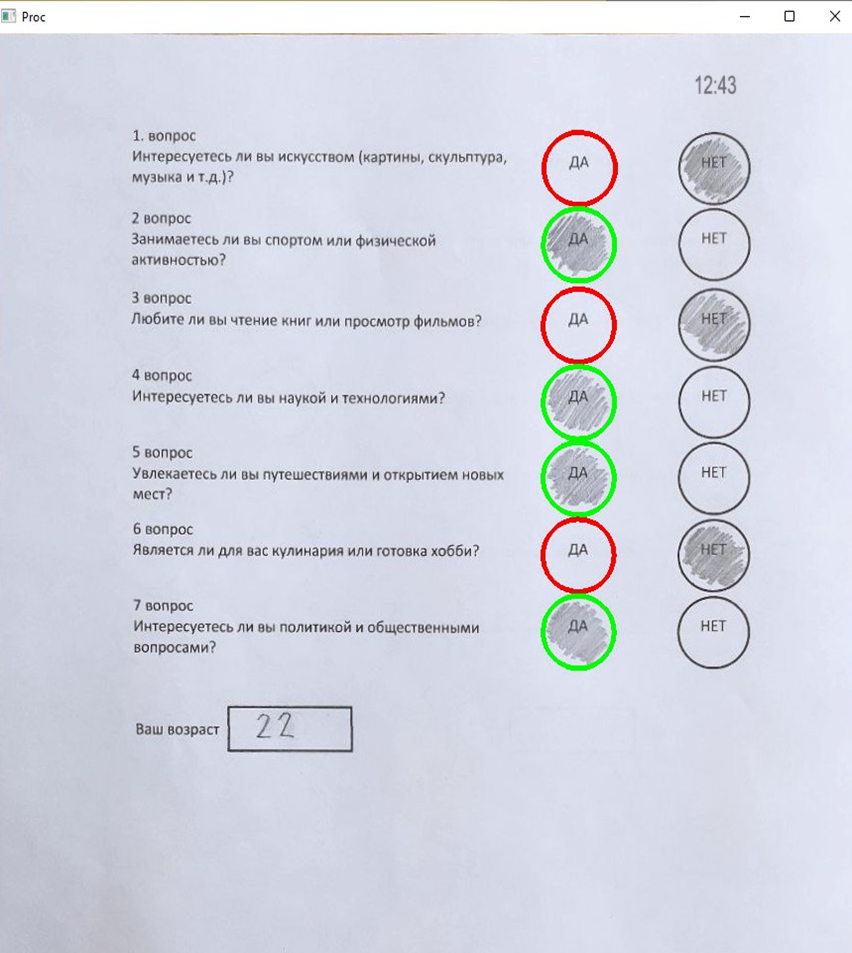 Proc
12:43
1. вопрос
Интересуетесь ли вы искусством (картины, скульптура,
музыка и т.д.)?
ДА НЕТ
2 вопрос
Занимаетесь ли вы спортом или физической
активностью?
ДА НЕТ
3 вопрос
Любите ли вы чтение книг или просмотр фильмов?
ДА НЕТ
4 вопрос
Интересуетесь ли вы наукой и технологиями?
ДА НЕТ
5 вопрос
Увлекаетесь ли вы путешествиями и открытием новых
мест?
ДА НЕТ
6 вопрос
Является ли для вас кулинария или готовка хобби?
ДА НЕТ
7 вопрос
Интересуетесь ли вы политикой и общественными
вопросами?
ДА НЕТ
Ваш возраст 22